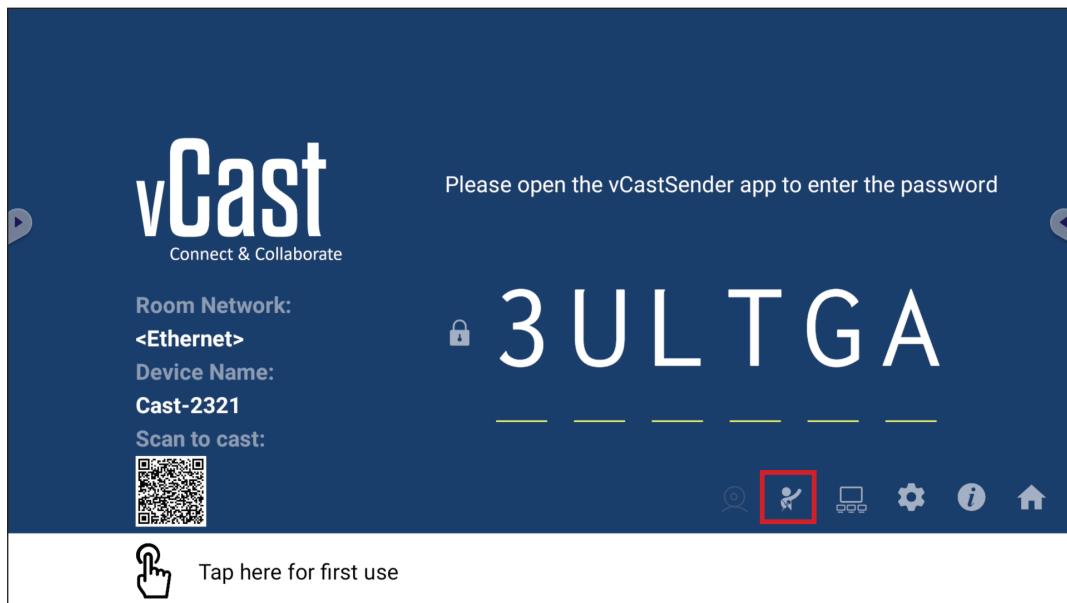 vCast
Connect & Collaborate
Please open the vCastSender app to enter the password
Room Network:
<Ethernet>
Device Name:
Cast-2321
Scan to cast:
3ULTGA
Tap here for first use